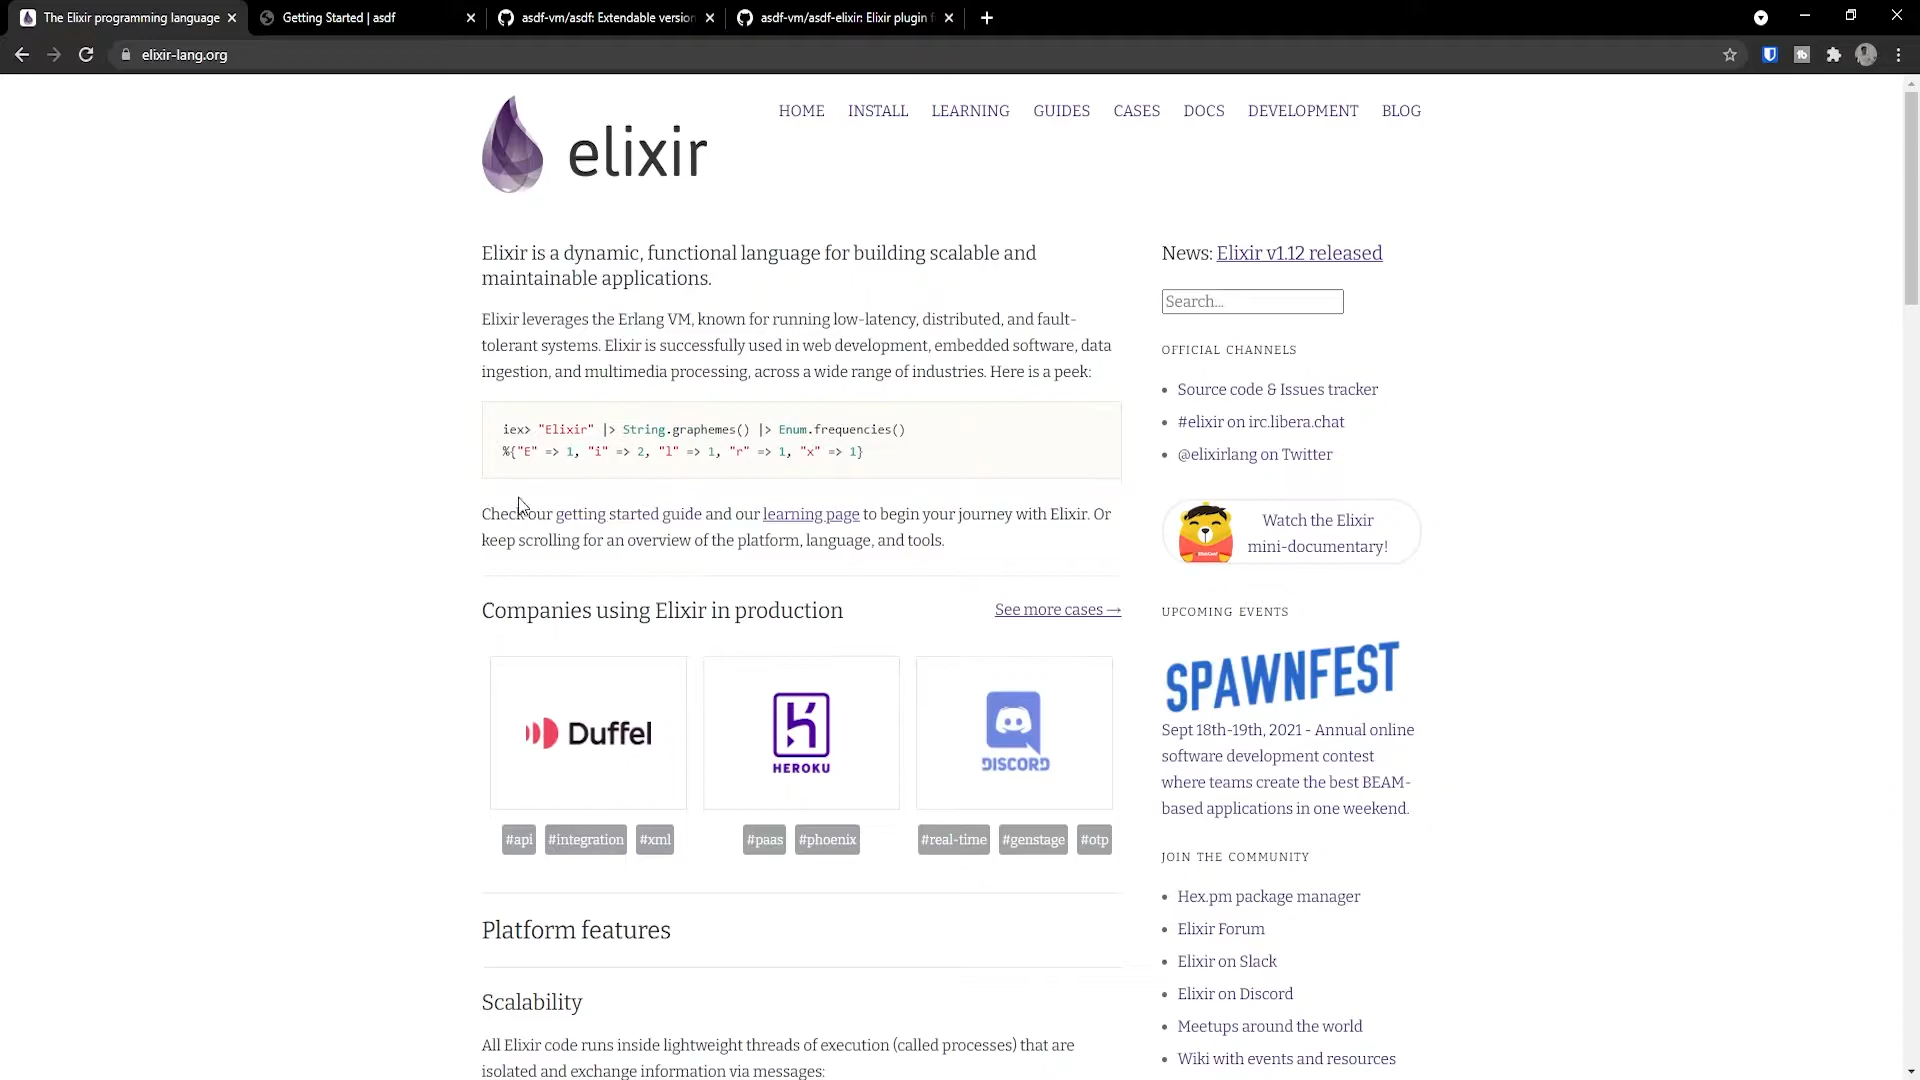 The Elixir programming language
Getting Started | asdf
asdf-vm/asdf: Extendable version
asdf-vm/asdf-elixir: Elixir plugin f
elixir-lang.org
elixir
HOME INSTALL LEARNING GUIDES CASES DOCS DEVELOPMENT BLOG
Elixir is a dynamic, functional language for building scalable and
maintainable applications.
Elixir leverages the Erlang VM, known for running low-latency, distributed, and fault-
tolerant systems. Elixir is successfully used in web development, embedded software, data
ingestion, and multimedia processing, across a wide range of industries. Here is a peek:
iex> "Elixir" |> String.graphemes() |> Enum.frequencies()
%{"E" => 1, "i" => 2, "l" => 1, "r" => 1, "x" => 1}
Check our getting started guide and our learning page to begin your journey with Elixir. Or
keep scrolling for an overview of the platform, language, and tools.
Companies using Elixir in production
See more cases →
Duffel
HEROKU
DISCORD
#api #integration #xml
#paas #phoenix
#real-time #genstage #otp
Platform features
Scalability
All Elixir code runs inside lightweight threads of execution (called processes) that are
isolated and exchange information via messages:
News: Elixir v1.12 released
Search...
OFFICIAL CHANNELS
Source code & Issues tracker
#elixir on irc.libera.chat
@elixirlang on Twitter
Watch the Elixir
mini-documentary!
UPCOMING EVENTS
SPAWNFEST
Sept 18th-19th, 2021 - Annual online
software development contest
where teams create the best BEAM-
based applications in one weekend.
JOIN THE COMMUNITY
Hex.pm package manager
Elixir Forum
Elixir on Slack
Elixir on Discord
Meetups around the world
Wiki with events and resources